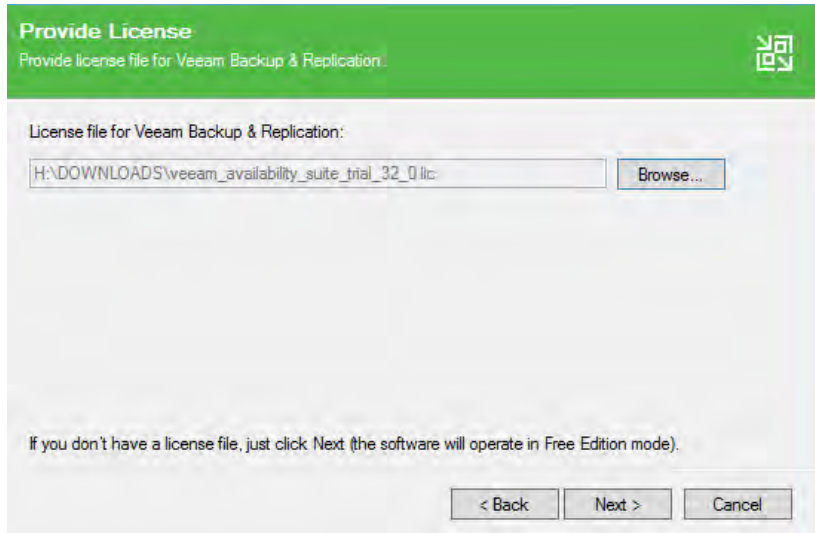 Provide License
Provide license file for Veeam Backup & Replication.
License file for Veeam Backup & Replication:
H:\DOWNLOADS\veeam_availability_suite_trial_32_0.lic
Browse...
If you don't have a license file, just click Next (the software will operate in Free Edition mode).
< Back
Next >
Cancel